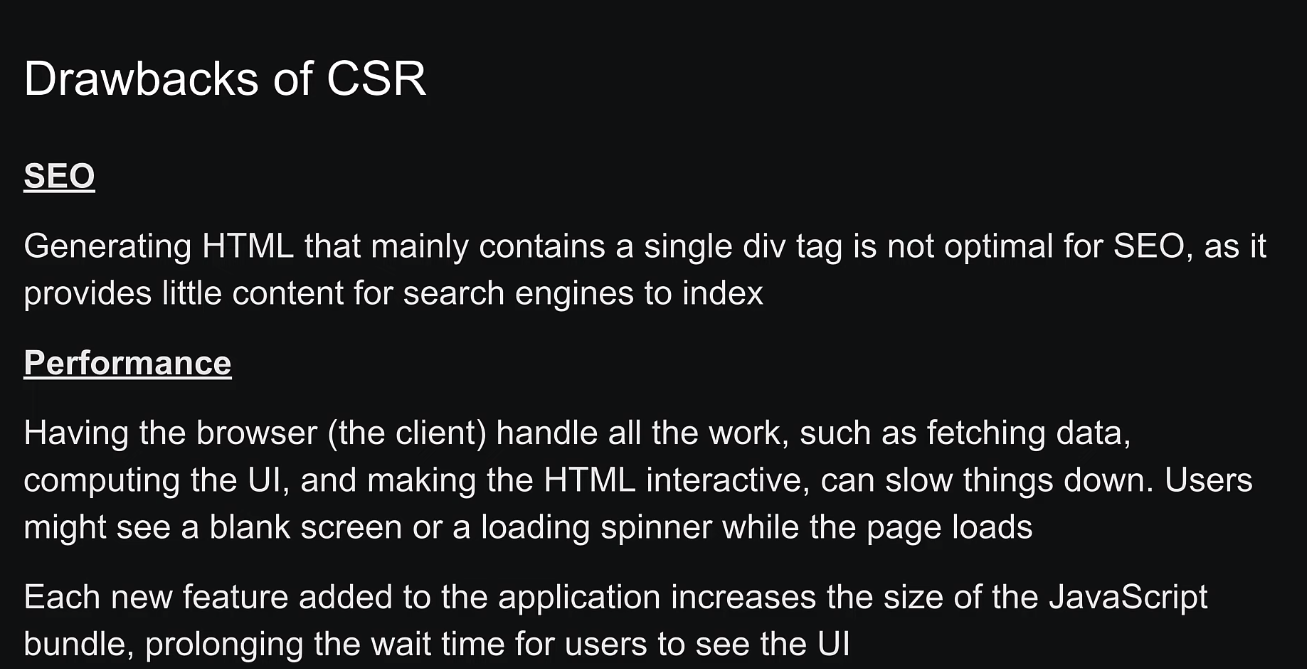 Drawbacks of CSR
SEO
Generating HTML that mainly contains a single div tag is not optimal for SEO, as it
provides little content for search engines to index
Performance
Having the browser (the client) handle all the work, such as fetching data,
computing the UI, and making the HTML interactive, can slow things down. Users
might see a blank screen or a loading spinner while the page loads
Each new feature added to the application increases the size of the JavaScript
bundle, prolonging the wait time for users to see the UI